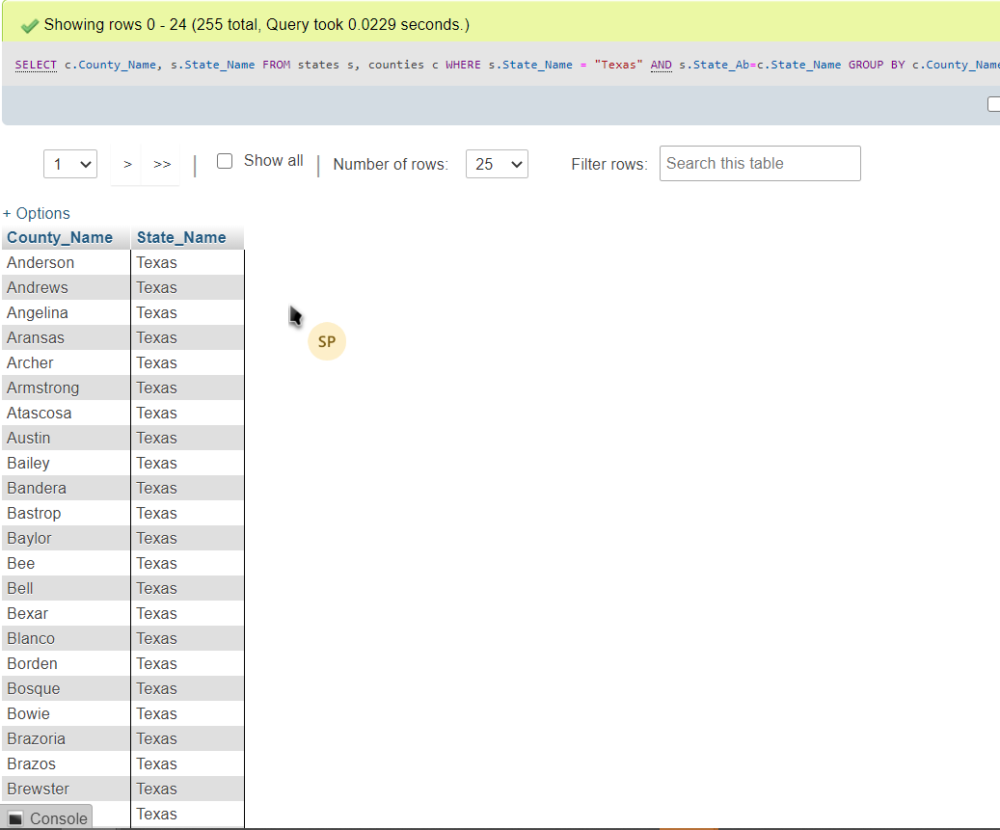 Showing rows 0 - 24 (255 total, Query took 0.0229 seconds.)
SELECT c.County_Name, s.State_Name FROM states s, counties c WHERE s.State_Name = "Texas" AND s.State_Ab=c.State_Name GROUP BY c.County_Name
1 > >> | Show all | Number of rows: 25 Filter rows: Search this table
+ Options
County_Name State_Name
Anderson Texas
Andrews Texas
Angelina Texas
Aransas Texas
SP
Archer Texas
Armstrong Texas
Atascosa Texas
Austin Texas
Bailey Texas
Bandera Texas
Bastrop Texas
Baylor Texas
Bee Texas
Bell Texas
Bexar Texas
Blanco Texas
Borden Texas
Bosque Texas
Bowie Texas
Brazoria Texas
Brazos Texas
Brewster Texas
Texas
Console